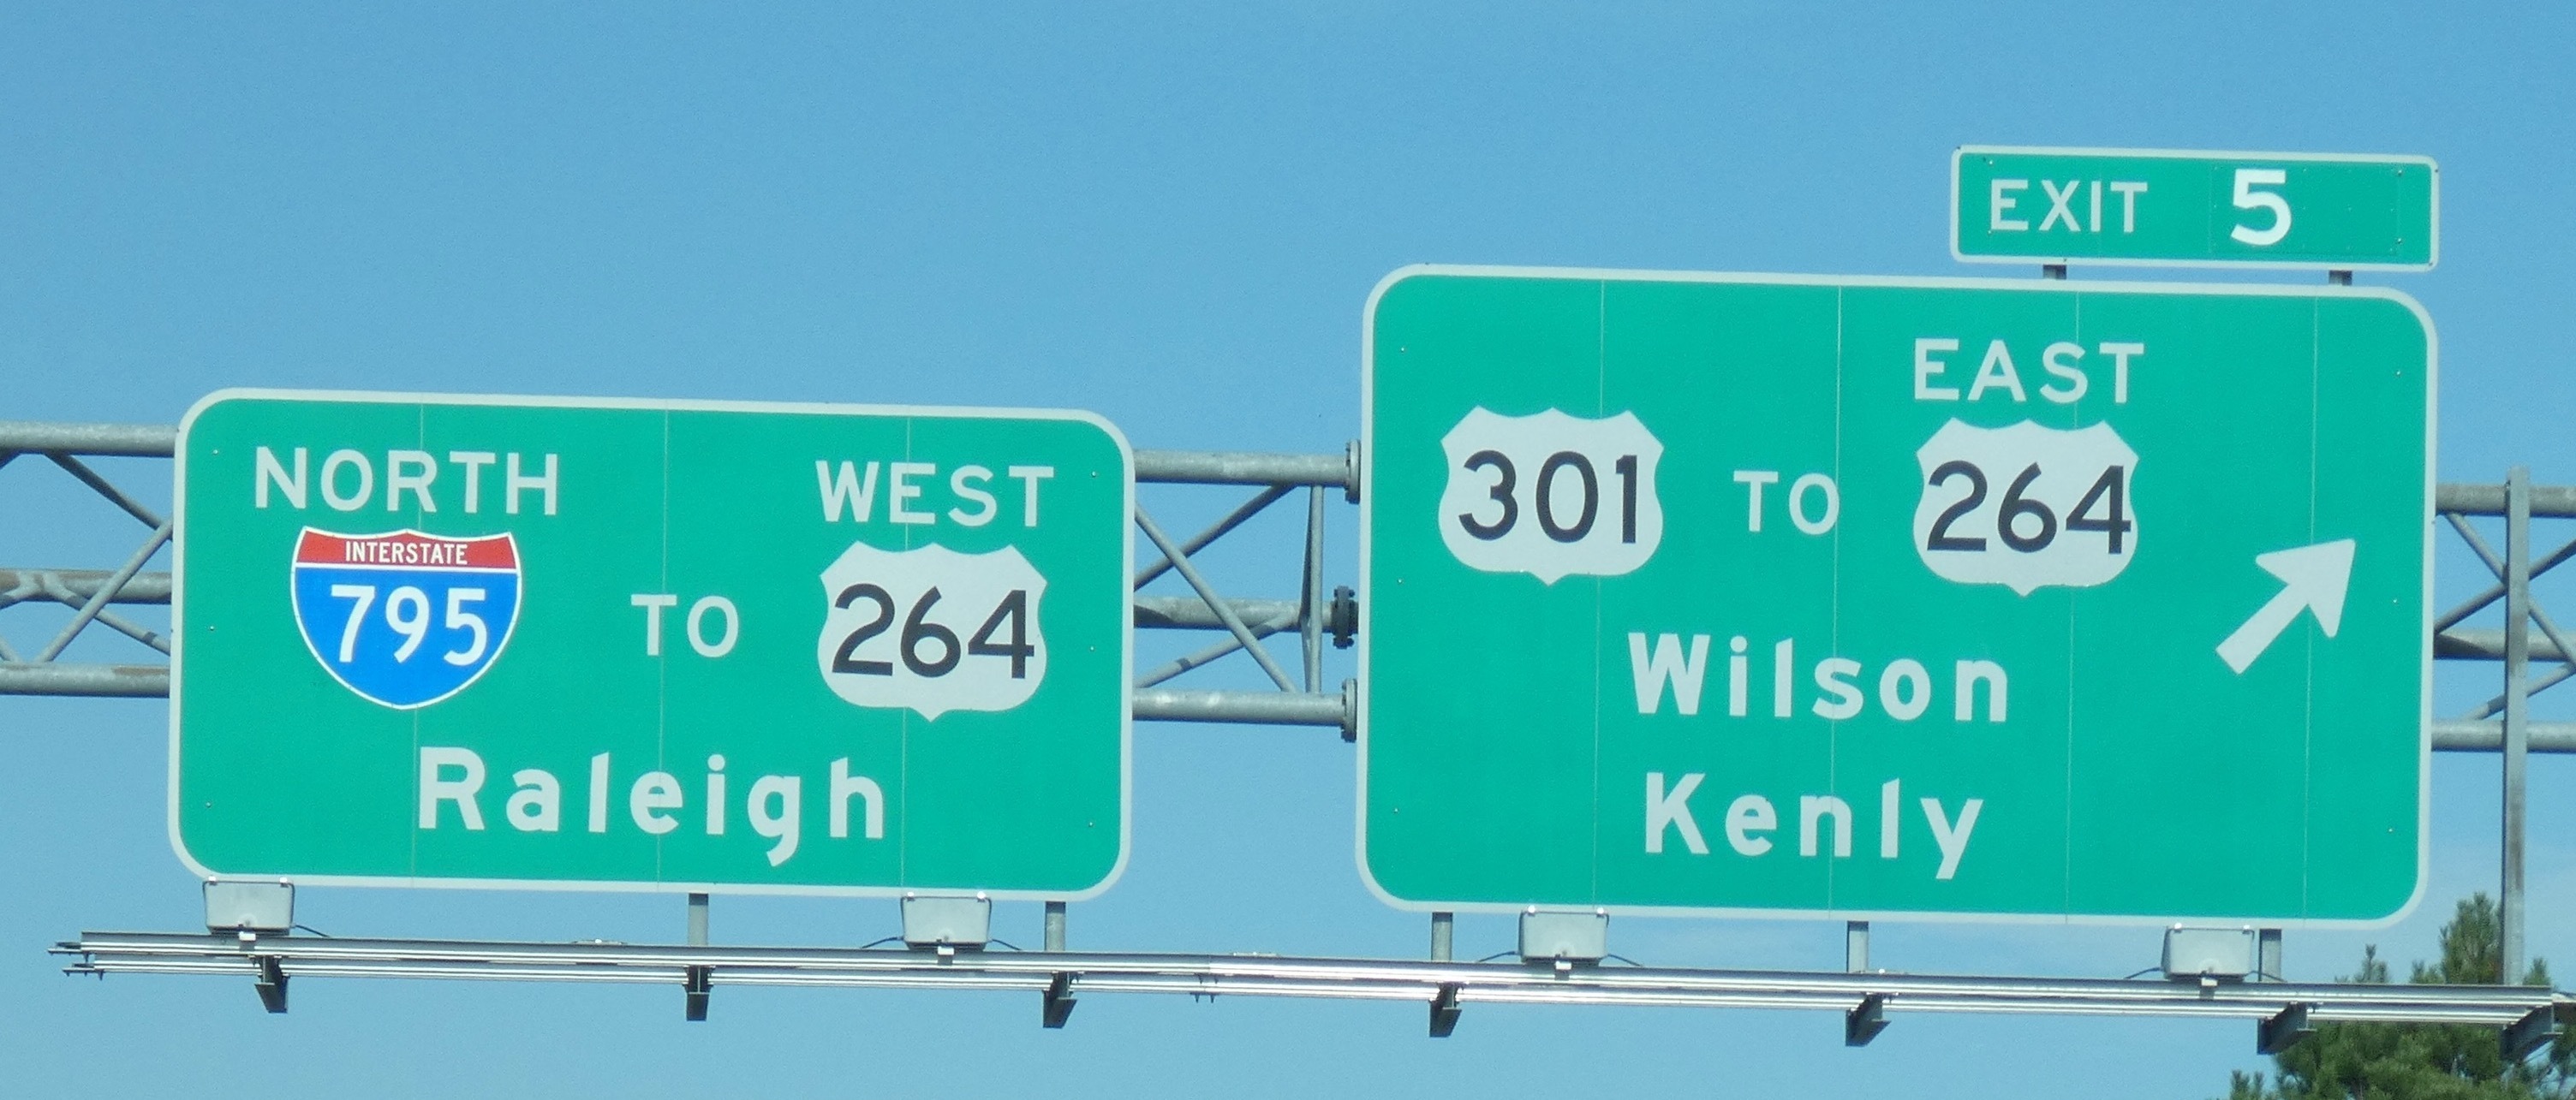 NORTH WEST
INTERSTATE
795 TO 264
Raleigh
EXIT 5
EAST
301 TO 264
Wilson
Kenly